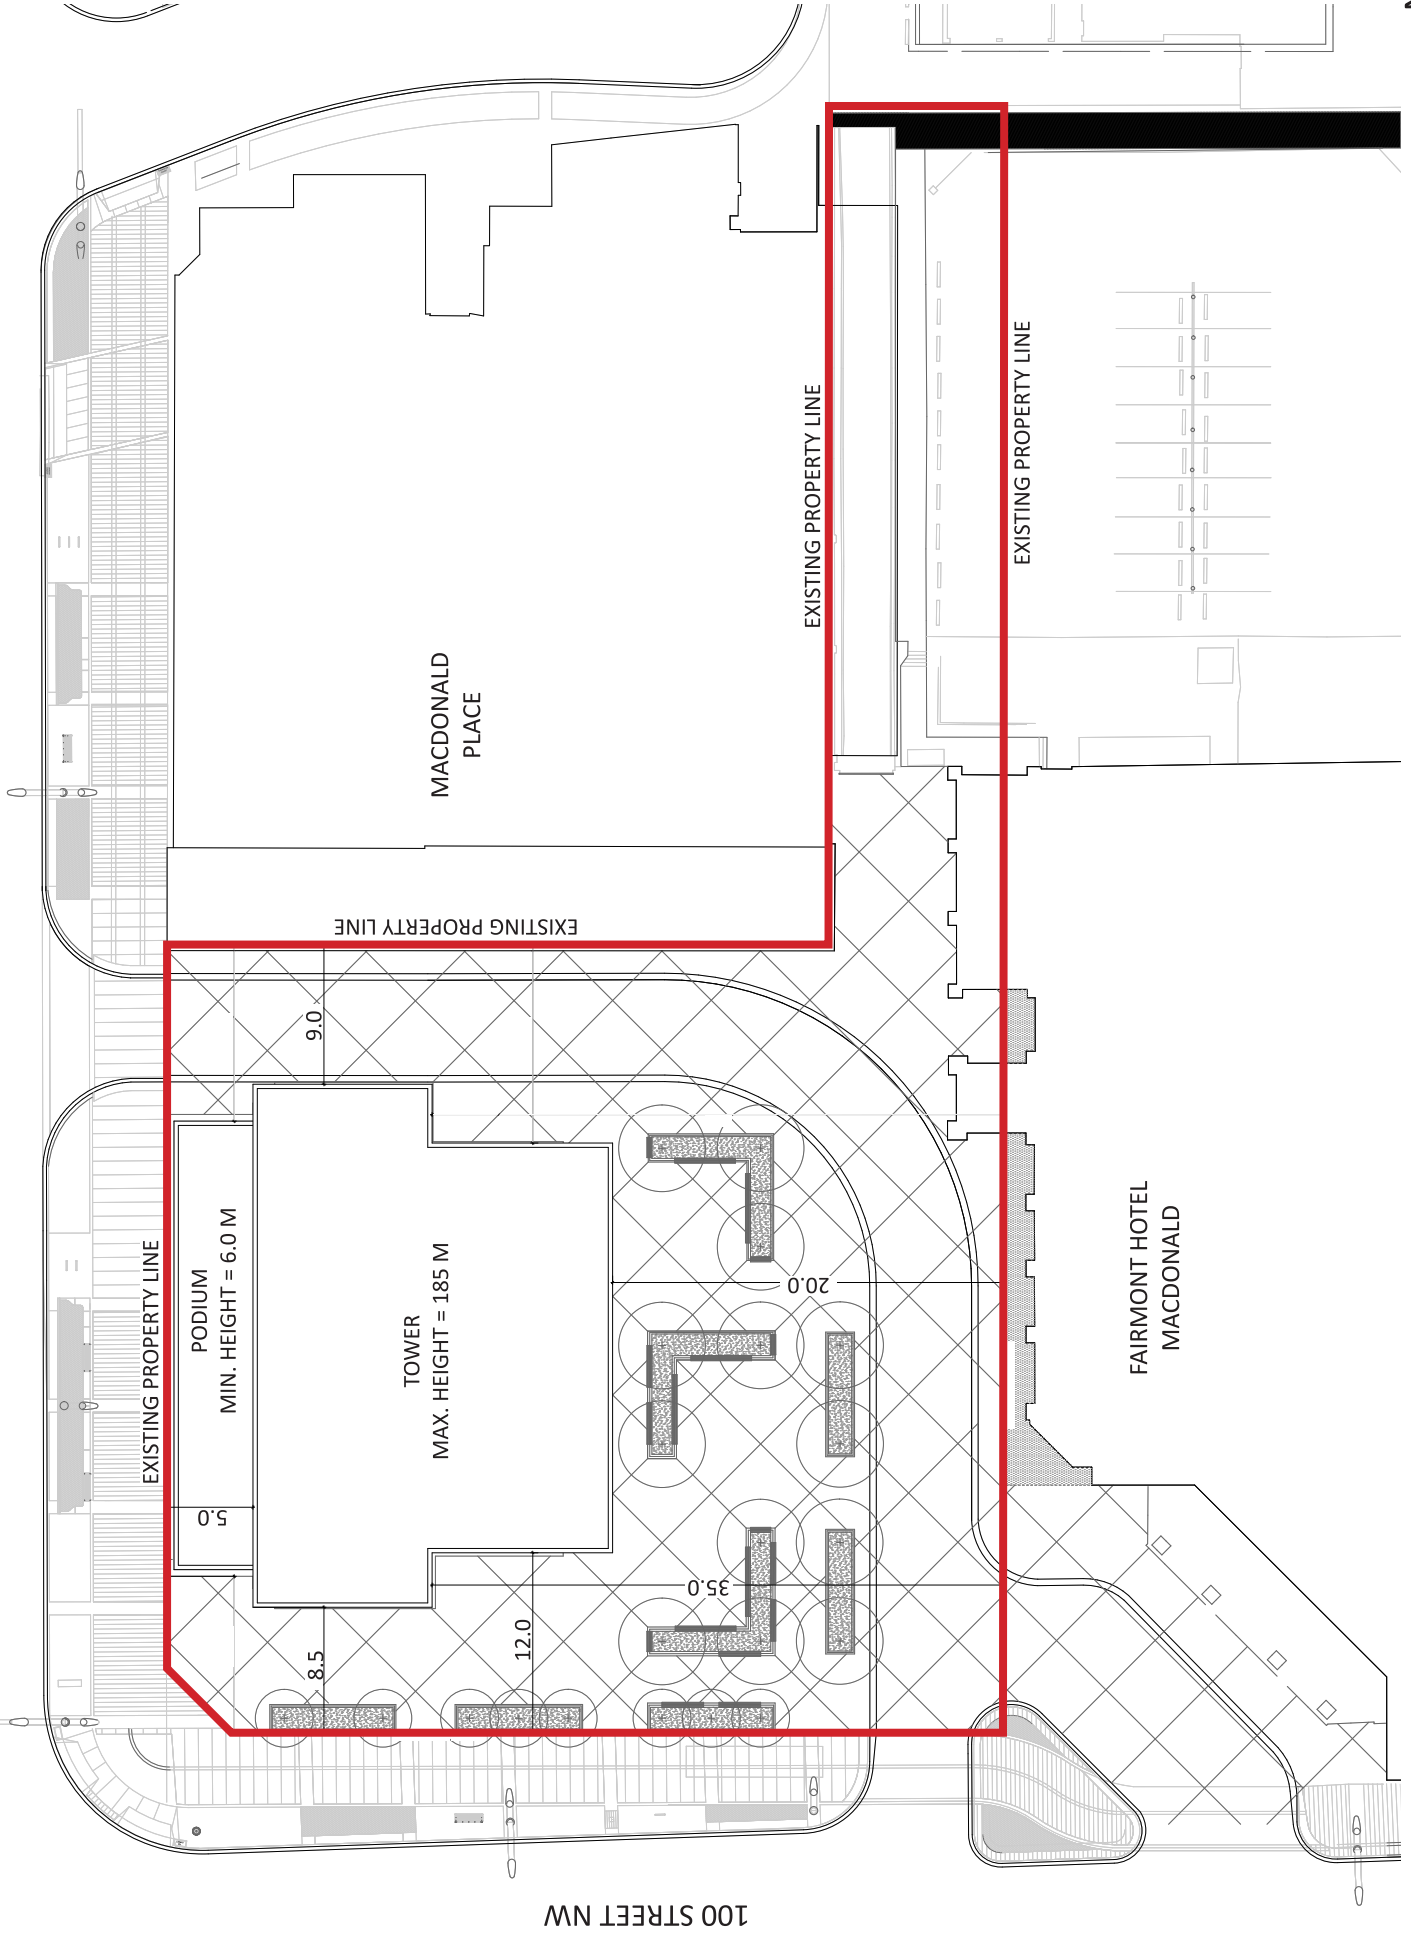 EXISTING PROPERTY LINE
EXISTING PROPERTY LINE
MACDONALD
PLACE
EXISTING PROPERTY LINE
9.0
EXISTING PROPERTY LINE
PODIUM
MIN. HEIGHT = 6.0 M
TOWER
MAX. HEIGHT = 185 M
20.0
FAIRMONT HOTEL
MACDONALD
5.0
35.0
8.5
12.0
100 STREET NW